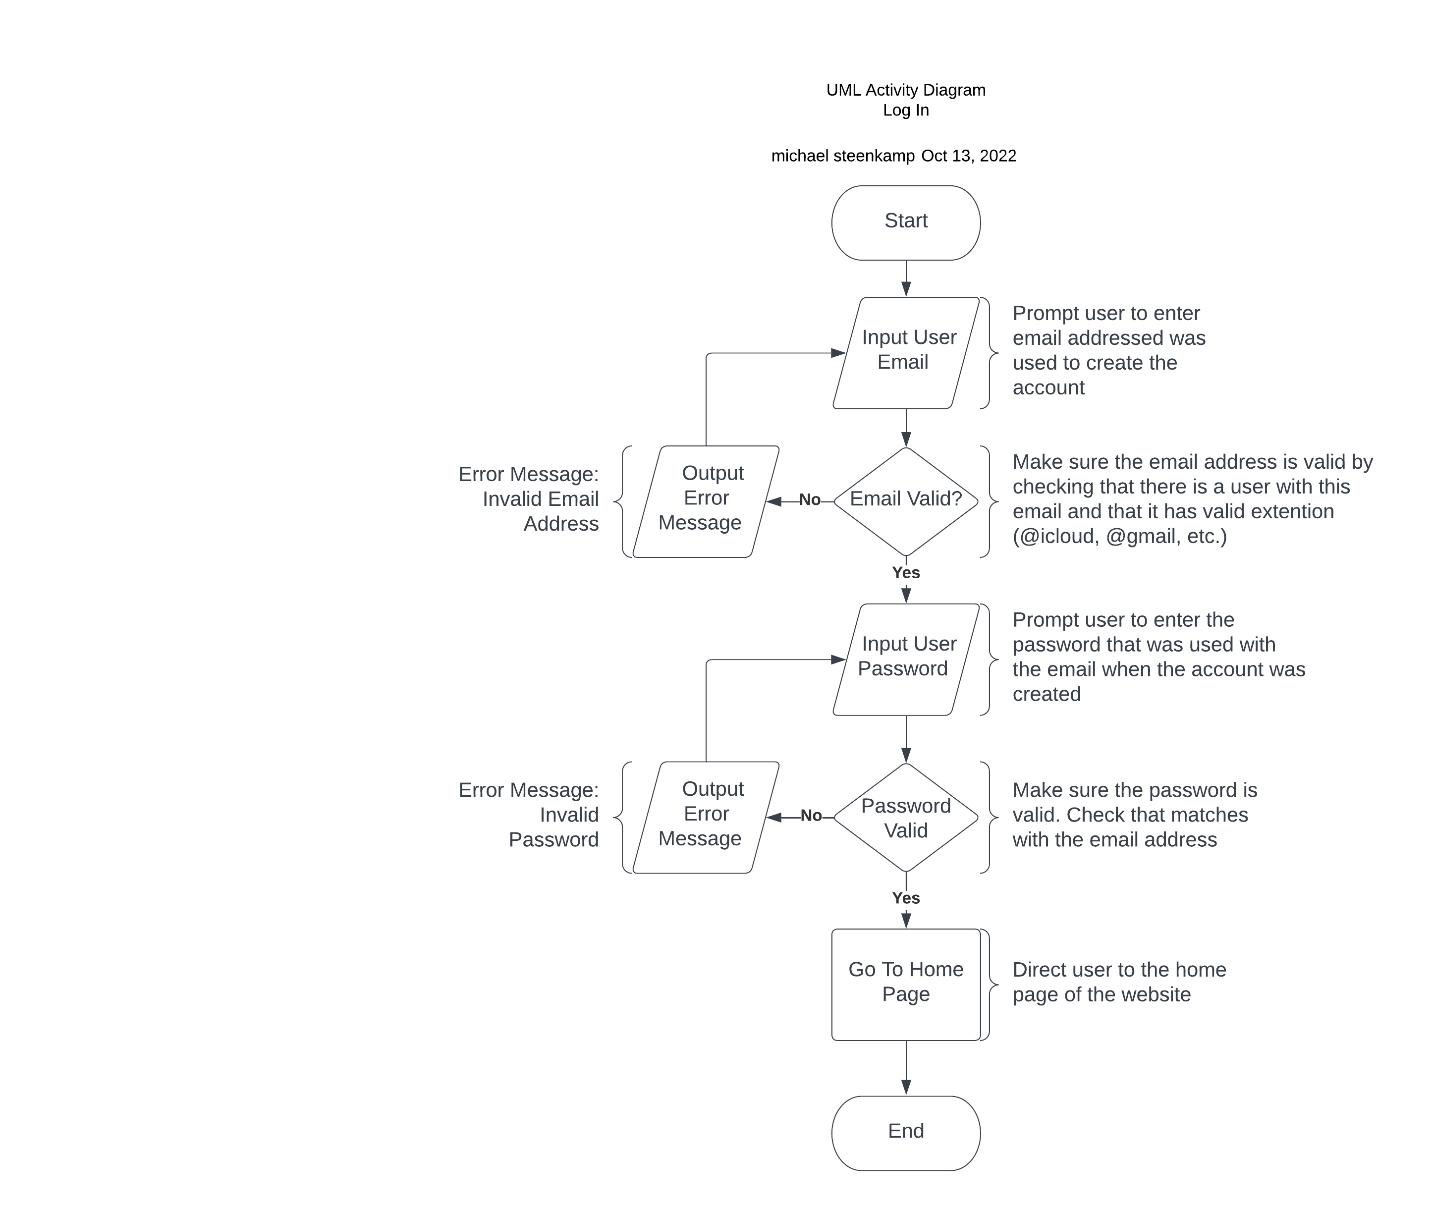 UML Activity Diagram
Log In
michael steenkamp Oct 13, 2022
Start
Input User
Email
Prompt user to enter
email addressed was
used to create the
account
Error Message:
Invalid Email
Address
Output
Error
Message
No
Email Valid?
Make sure the email address is valid by
checking that there is a user with this
email and that it has valid extention
(@icloud, @gmail, etc.)
Yes
Input User
Password
Prompt user to enter the
password that was used with
the email when the account was
created
Error Message:
Invalid
Password
Output
Error
Message
No
Password
Valid
Make sure the password is
valid. Check that matches
with the email address
Yes
Go To Home
Page
Direct user to the home
page of the website
End